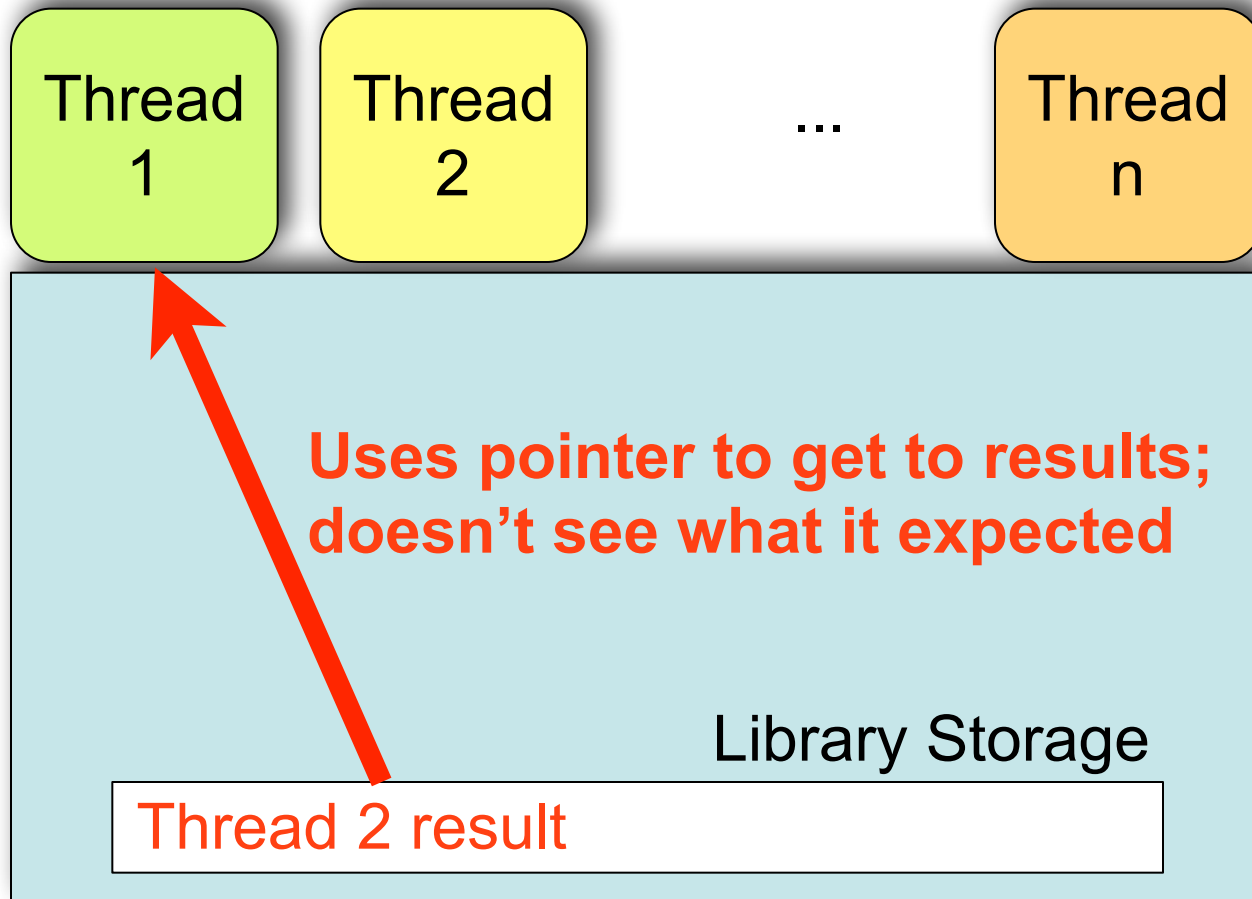 Thread
1
Thread
2
...
Thread
n
Uses pointer to get to results;
doesn’t see what it expected
Library Storage
Thread 2 result